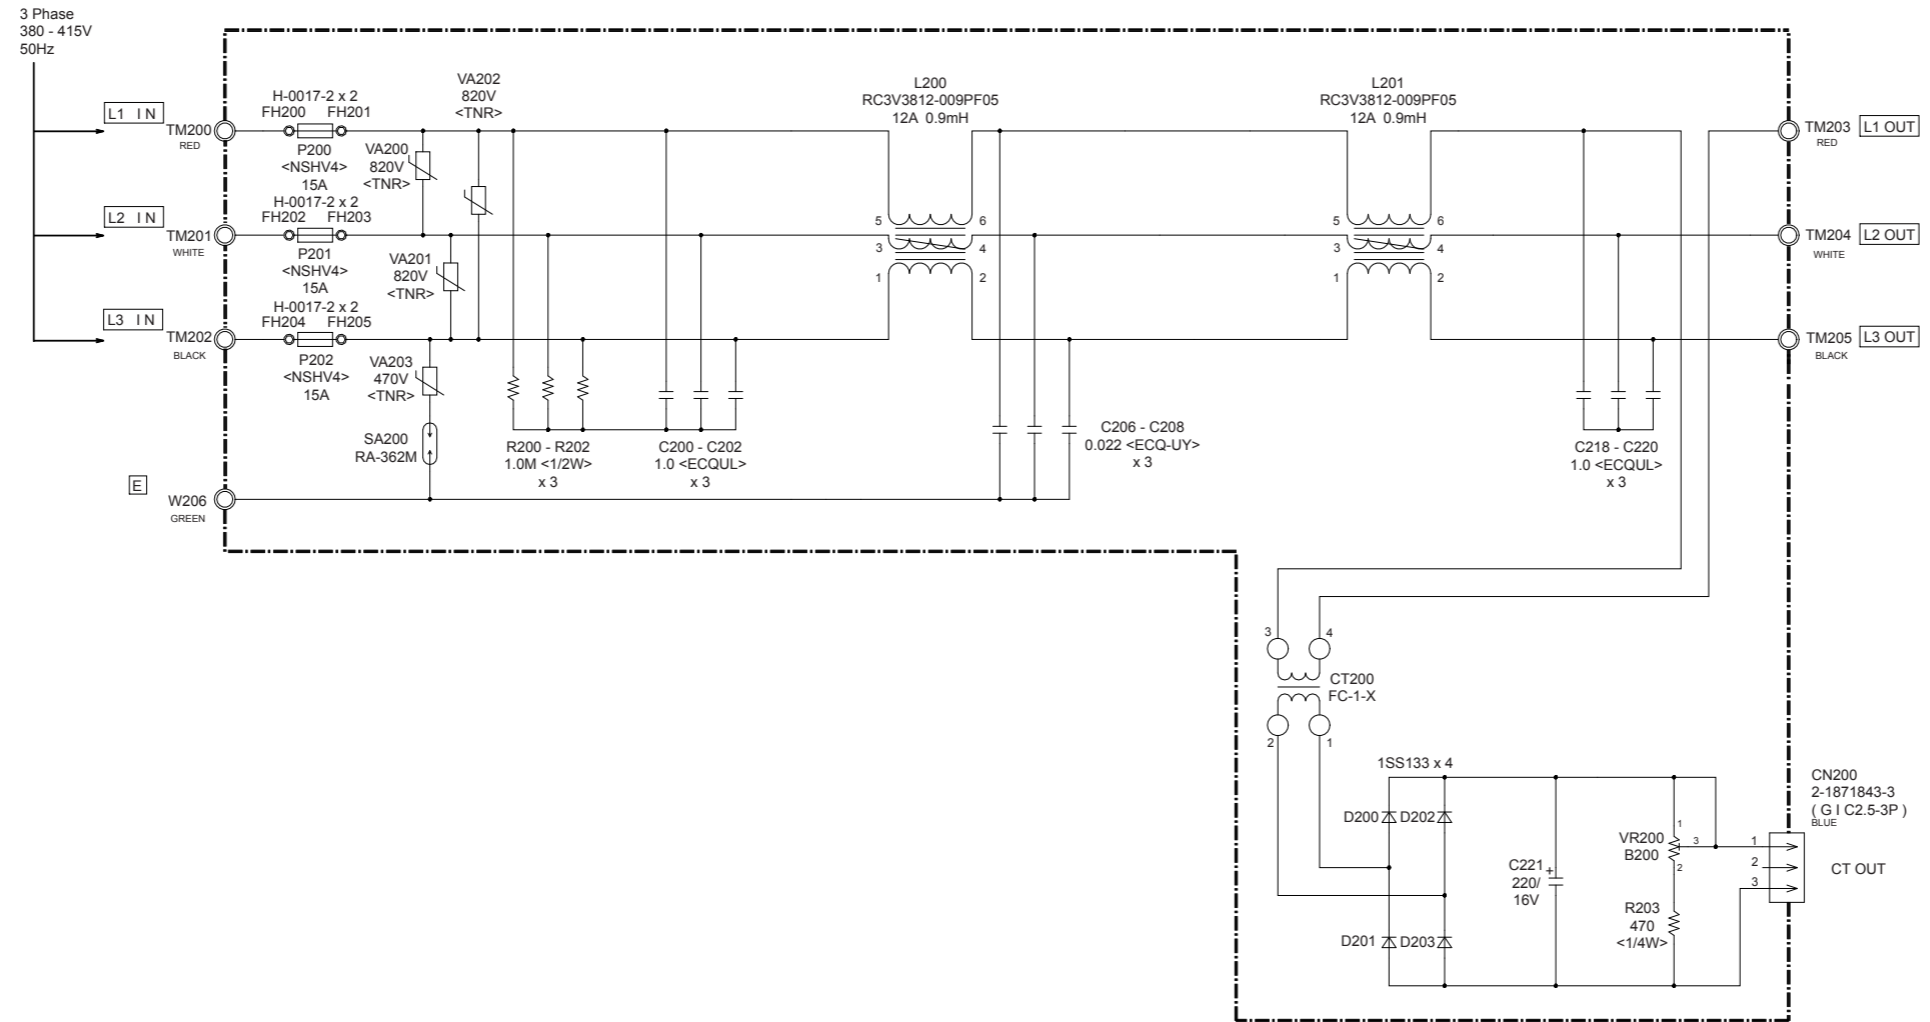 3 Phase
380 - 415V
50Hz
L1 IN
TM200
RED
H-0017-2 x 2
FH200 FH201
P200
<NSHV4>
15A
VA200
820V
<TNR>
VA202
820V
<TNR>
L200
RC3V3812-009PF05
12A 0.9mH
5
6
3
4
1
2
L201
RC3V3812-009PF05
12A 0.9mH
5
6
3
4
1
2
TM203
RED
L1 OUT
L2 IN
TM201
WHITE
H-0017-2 x 2
FH202 FH203
P201
<NSHV4>
15A
VA201
820V
<TNR>
TM204
WHITE
L2 OUT
L3 IN
TM202
BLACK
H-0017-2 x 2
FH204 FH205
P202
<NSHV4>
15A
VA203
470V
<TNR>
TM205
BLACK
L3 OUT
SA200
RA-362M
R200 - R202
1.0M <1/2W>
x 3
C200 - C202
1.0 <ECQUL>
x 3
C206 - C208
0.022 <ECQ-UY>
x 3
C218 - C220
1.0 <ECQUL>
x 3
E
W206
GREEN
3
4
CT200
FC-1-X
2
1
1SS133 x 4
D200
D202
D201
D203
C221
+
220/
16V
VR200
B200
1
3
2
R203
470
<1/4W>
CN200
2-1871843-3
( G I C2.5-3P )
BLUE
1
2
3
CT OUT